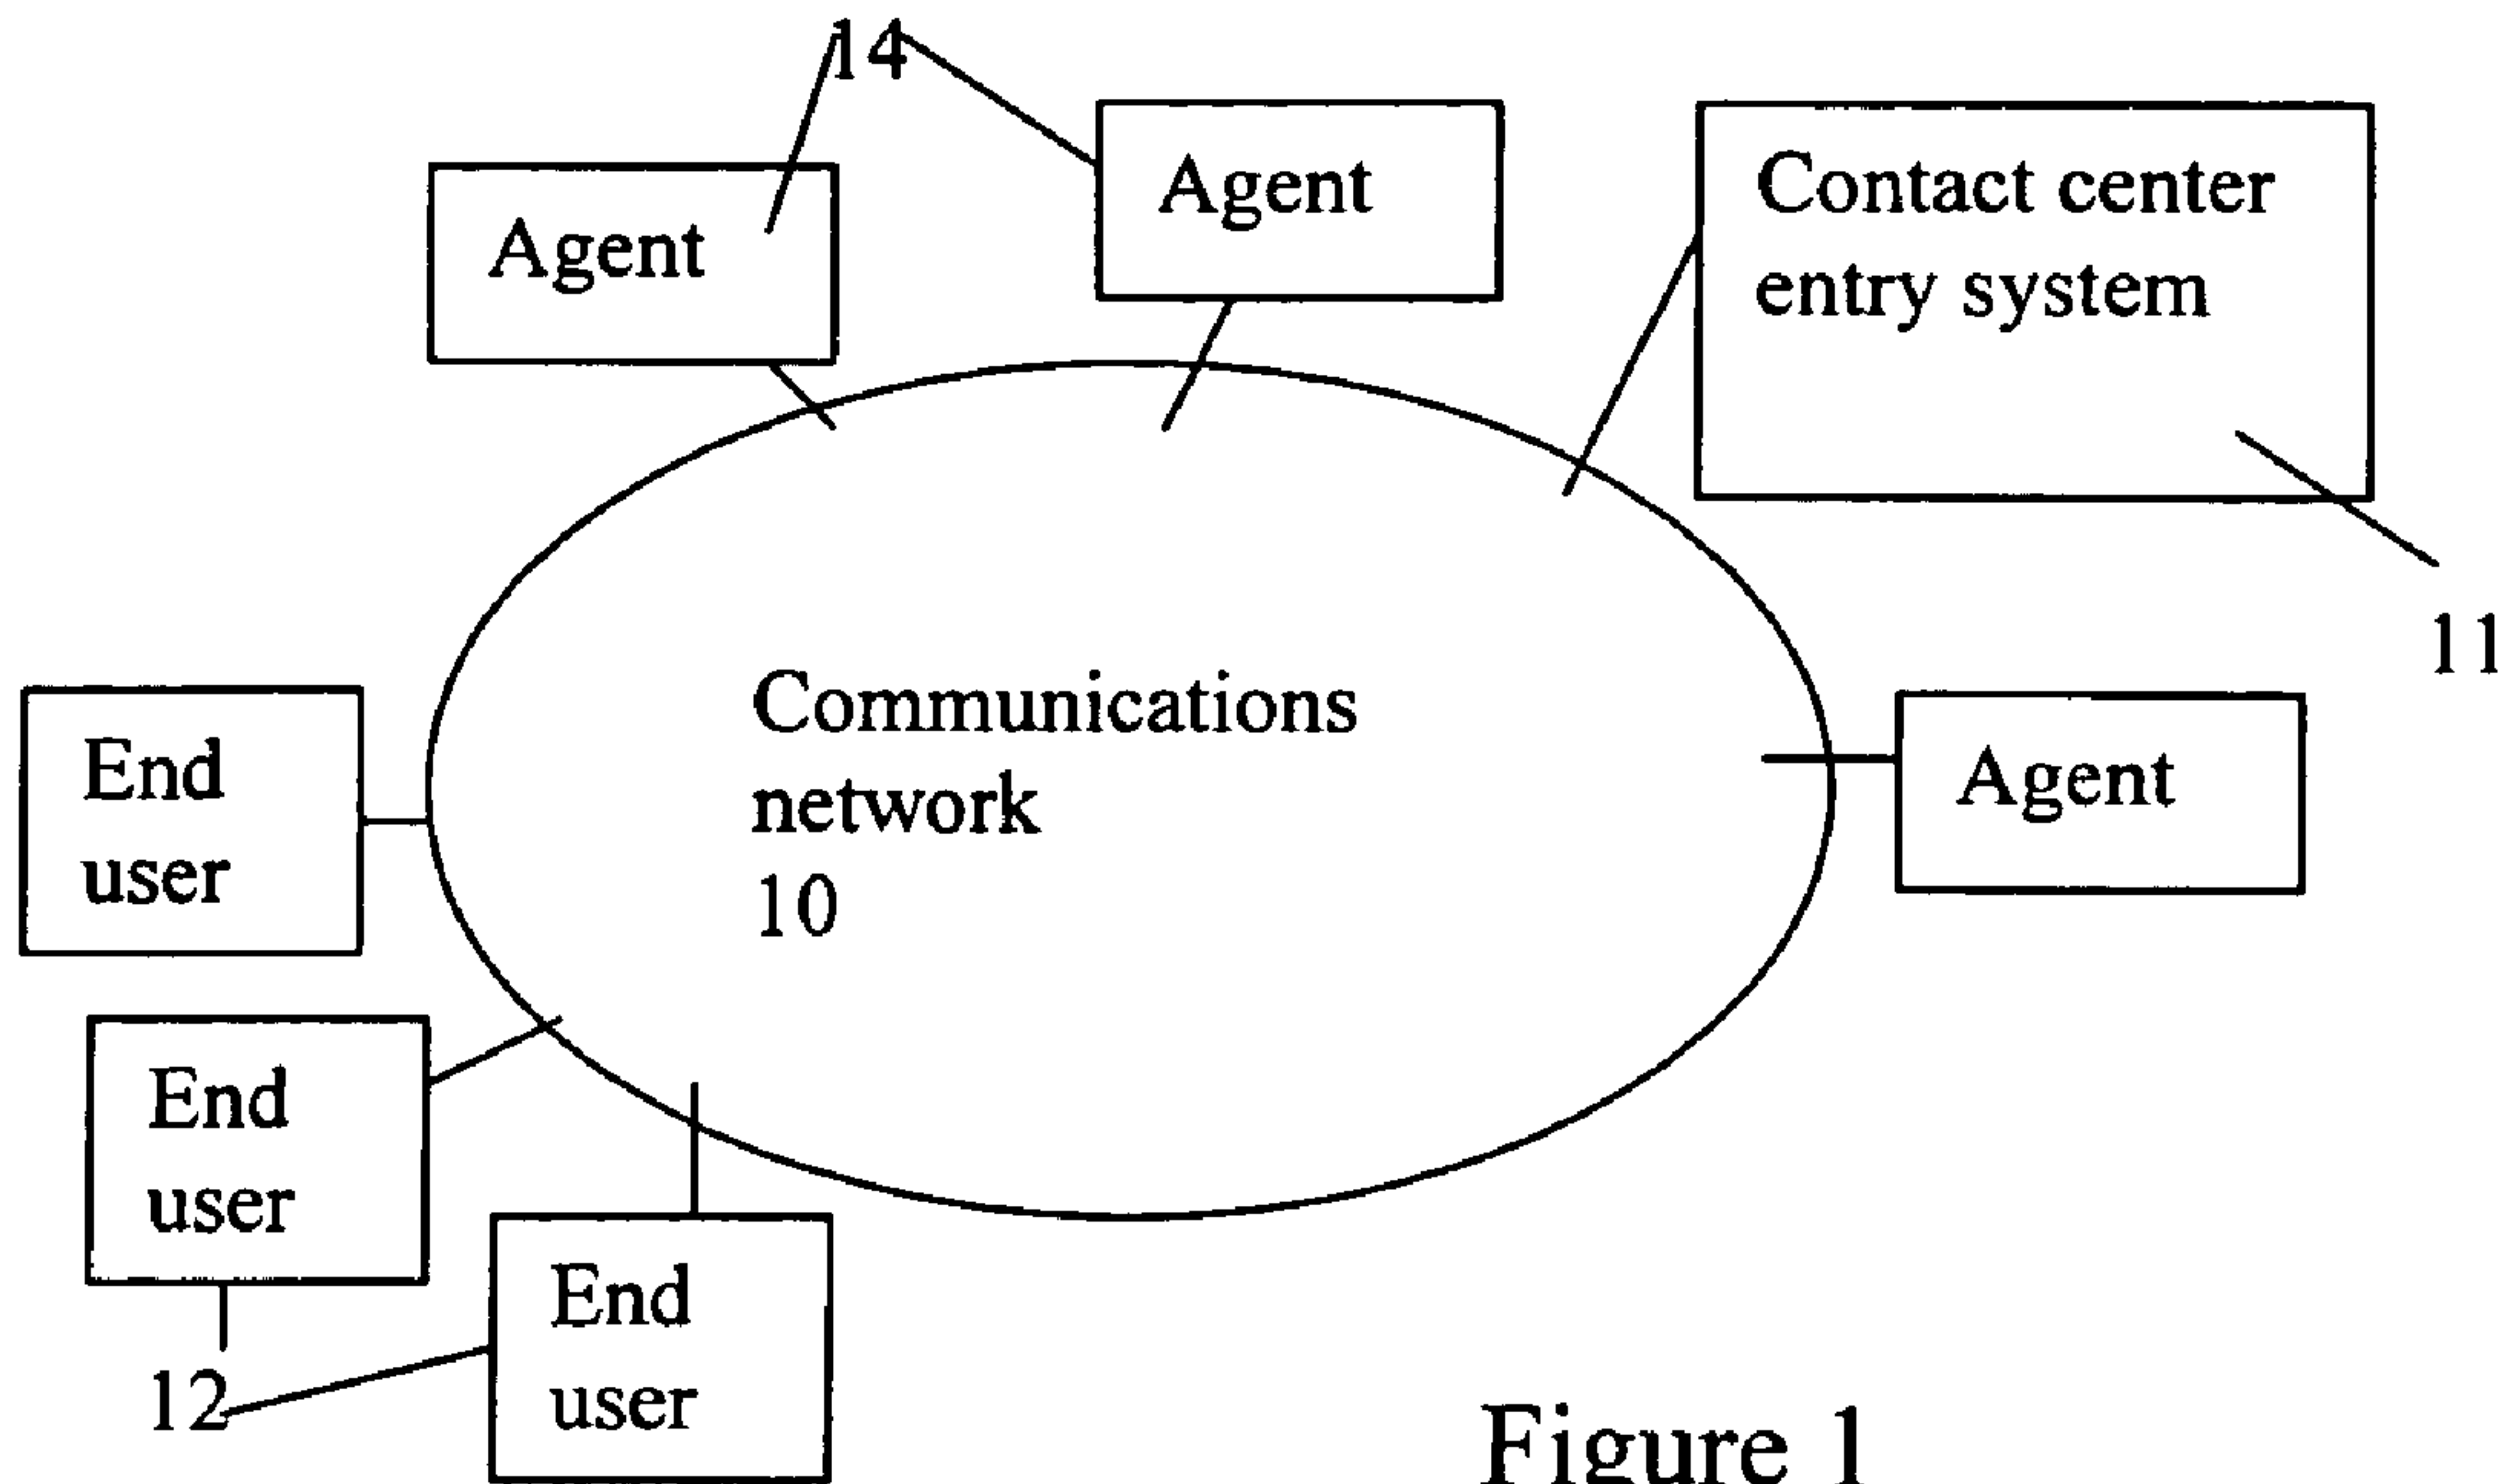 14
Agent
Agent
Contact center
entry system
11
Communications
network
10
Agent
End
user
End
user
12
End
user
Figure 1